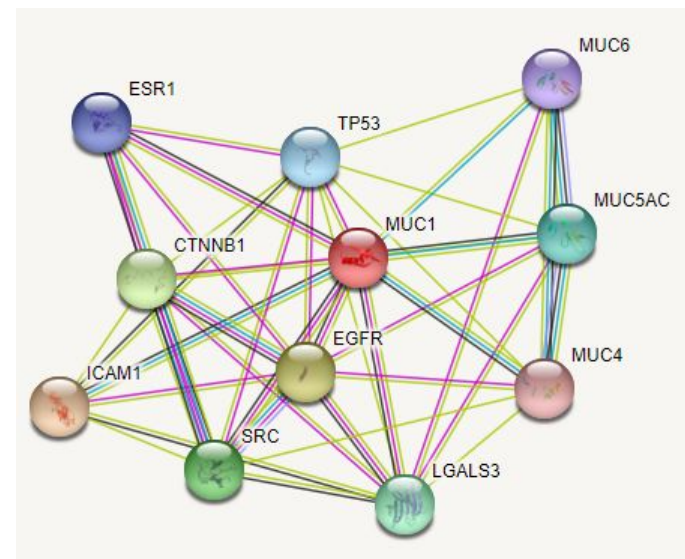 MUC6
ESR1
TP53
MUC5AC
MUC1
CTNNB1
EGFR
MUC4
ICAM1
SRC
LGALS3